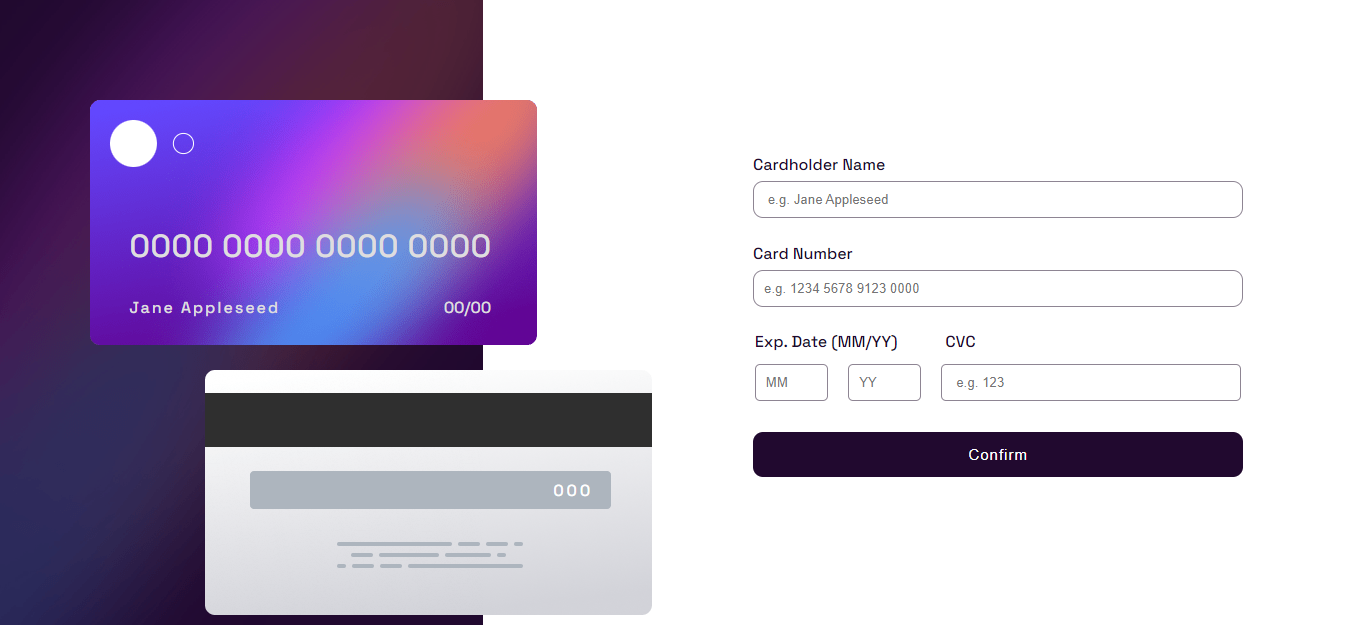 0000 0000 0000 0000
Jane Appleseed 00/00
000
Cardholder Name
e.g. Jane Appleseed
Card Number
e.g. 1234 5678 9123 0000
Exp. Date (MM/YY) CVC
MM YY e.g. 123
Confirm